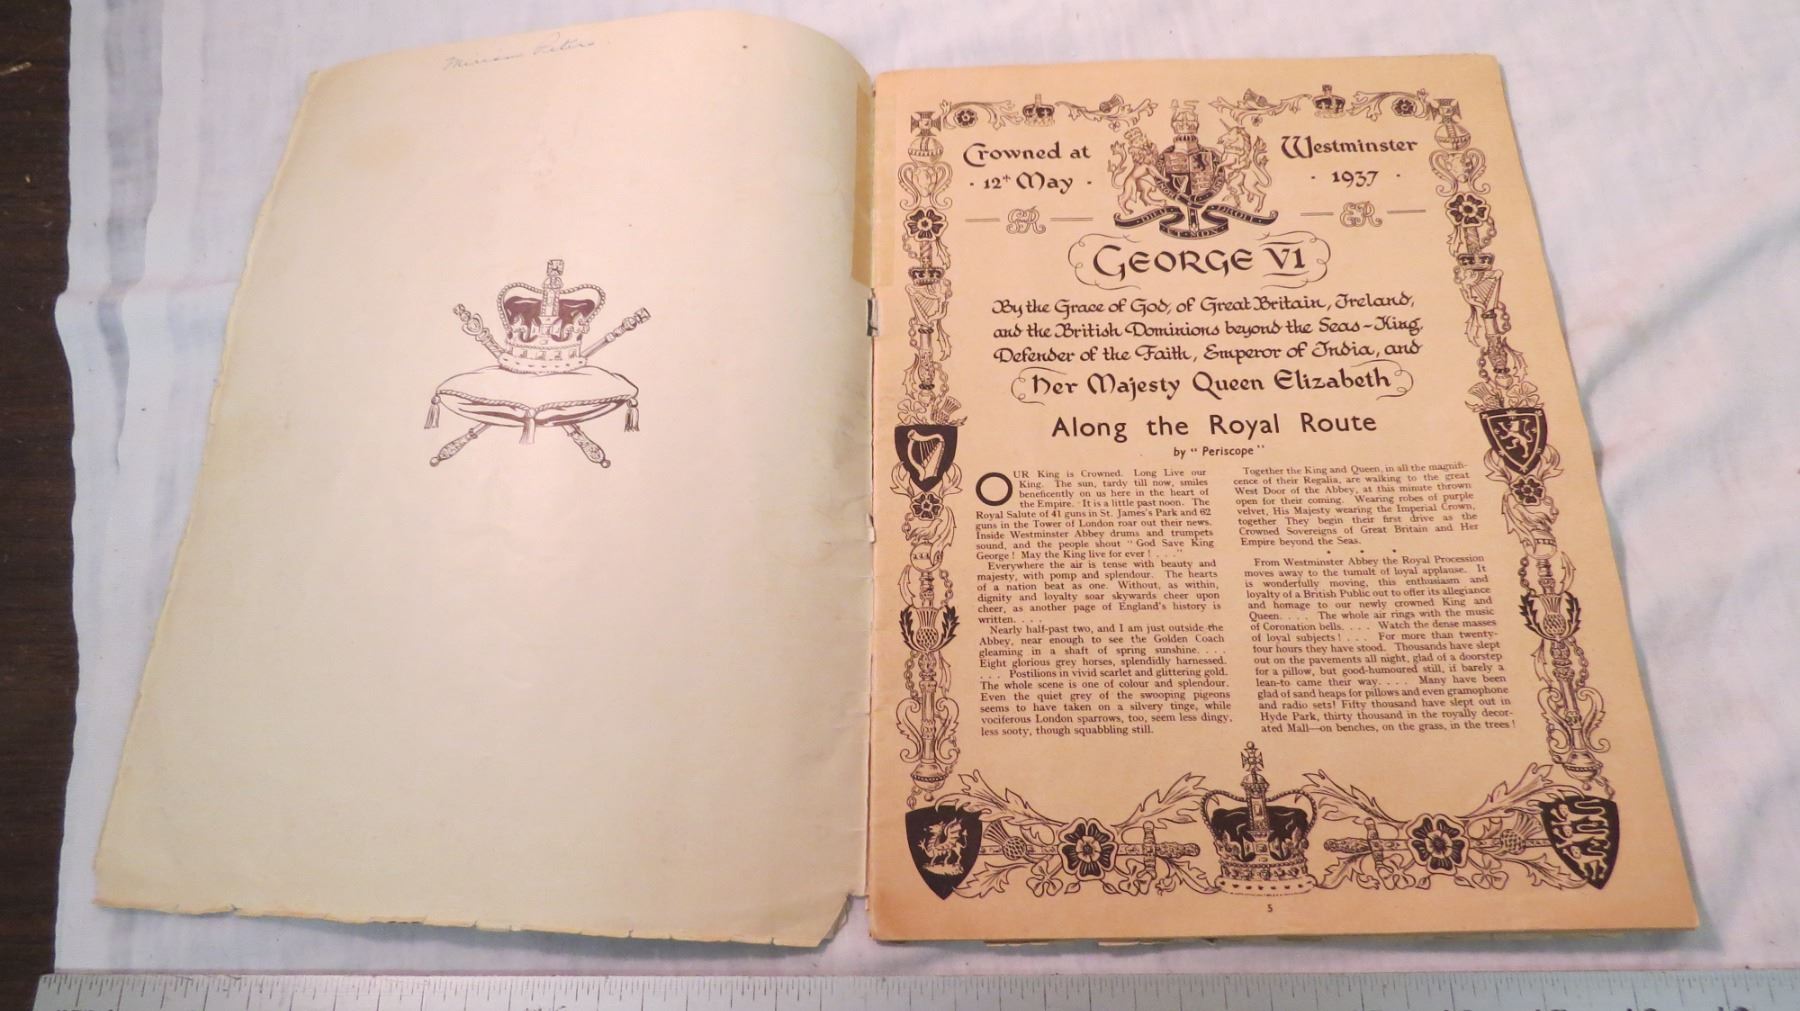 Miriam Peters
Crowned at
· 12th May ·
Westminster
· 1937 ·
DIEU ET MON DROIT
GR
ER
GEORGE VI
By the Grace of God, of Great Britain, Ireland,
and the British Dominions beyond the Seas - King,
Defender of the Faith, Emperor of India, and
Her Majesty Queen Elizabeth
Along the Royal Route
by " Periscope "
OUR King is Crowned. Long Live our
King. The sun, tardy till now, smiles
beneficently on us here in the heart of
the Empire. It is a little past noon. The
Royal Salute of 41 guns in St. James's Park and 62
guns in the Tower of London roar out their news.
Inside Westminster Abbey drums and trumpets
sound, and the people shout " God Save King
George ! May the King live for ever ! . . . "
Everywhere the air is tense with beauty and
majesty, with pomp and splendour. The hearts
of a nation beat as one. Without, as within,
dignity and loyalty soar skywards cheer upon
cheer, as another page of England's history is
written. . . .
Nearly half-past two, and I am just outside the
Abbey, near enough to see the Golden Coach
gleaming in a shaft of spring sunshine. . . .
Eight glorious grey horses, splendidly harnessed.
. . . Postilions in vivid scarlet and glittering gold.
The whole scene is one of colour and splendour.
Even the quiet grey of the swooping pigeons
seems to have taken on a silvery tinge, while
vociferous London sparrows, too, seem less dingy,
less sooty, though squabbling still.
Together the King and Queen, in all the magnifi-
cence of their Regalia, are walking to the great
West Door of the Abbey, at this minute thrown
open for their coming. Wearing robes of purple
velvet, His Majesty wearing the Imperial Crown,
together They begin their first drive as the
Crowned Sovereigns of Great Britain and Her
Empire beyond the Seas.
• • •
From Westminster Abbey the Royal Procession
moves away to the tumult of loyal applause. It
is wonderfully moving, this enthusiasm and
loyalty of a British Public out to offer its allegiance
and homage to our newly crowned King and
Queen. . . . The whole air rings with the music
of Coronation bells. . . . Watch the dense masses
of loyal subjects ! . . . For more than twenty-
four hours they have stood. Thousands have slept
out on the pavements all night, glad of a doorstep
for a pillow, but good-humoured still, if barely a
lean-to came their way. . . . Many have been
glad of sand heaps for pillows and even gramophone
and radio sets! Fifty thousand have slept out in
Hyde Park, thirty thousand in the royally decor-
ated Mall—on benches, on the grass, in the trees !
5